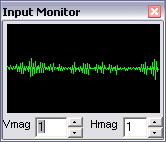 Input Monitor
Vmag 1 Hmag 1